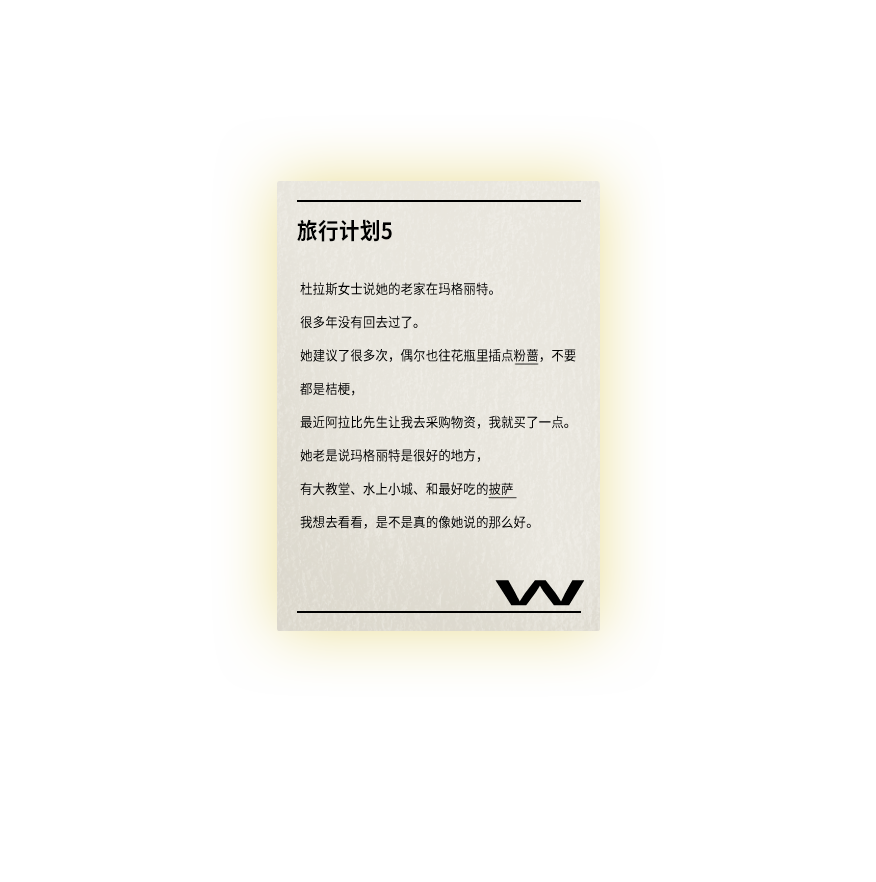 旅行计划5
杜拉斯女士说她的老家在玛格丽特。
很多年没有回去过了。
她建议了很多次，偶尔也往花瓶里插点粉蔷，不要
都是桔梗，
最近阿拉比先生让我去采购物资，我就买了一点。
她老是说玛格丽特是很好的地方，
有大教堂、水上小城、和最好吃的披萨
我想去看看，是不是真的像她说的那么好。
W